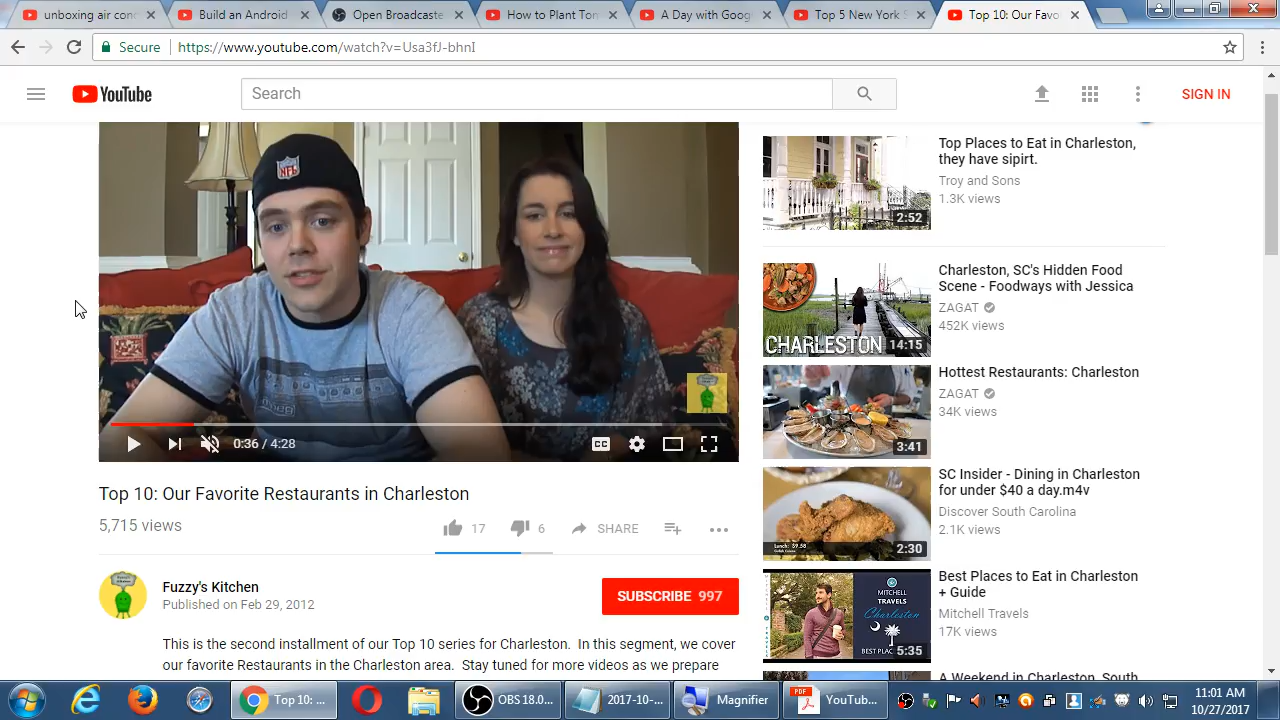 unboxing air con
Build an Android
Open Broadcaste
How to Plant Tom
A Day with Goog
Top 5 New York S
Top 10: Our Favo
Secure
https://www.youtube.com/watch?v=Usa3fJ-bhnI
YouTube
Search
SIGN IN
NFL
0:36 / 4:28
CC
Top 10: Our Favorite Restaurants in Charleston
5,715 views
17
6
SHARE
Fuzzy's Kitchen
Published on Feb 29, 2012
SUBSCRIBE 997
This is the second installment of our Top 10 series for Charleston. In this segment, we cover
our favorite Restaurants in the Charleston area. Stay tuned for more videos as we prepare
2:52
Top Places to Eat in Charleston,
they have sipirt.
Troy and Sons
1.3K views
CHARLESTON
14:15
Charleston, SC's Hidden Food
Scene - Foodways with Jessica
ZAGAT
452K views
3:41
Hottest Restaurants: Charleston
ZAGAT
34K views
2:30
SC Insider - Dining in Charleston
for under $40 a day.m4v
Discover South Carolina
2.1K views
MITCHELL
TRAVELS
Charleston
BEST PLAC
5:35
Best Places to Eat in Charleston
+ Guide
Mitchell Travels
17K views
A Weekend in Charleston, South
Top 10: ...
OBS 18.0...
2017-10-...
Magnifier
PDF
YouTub...
11:01 AM
10/27/2017